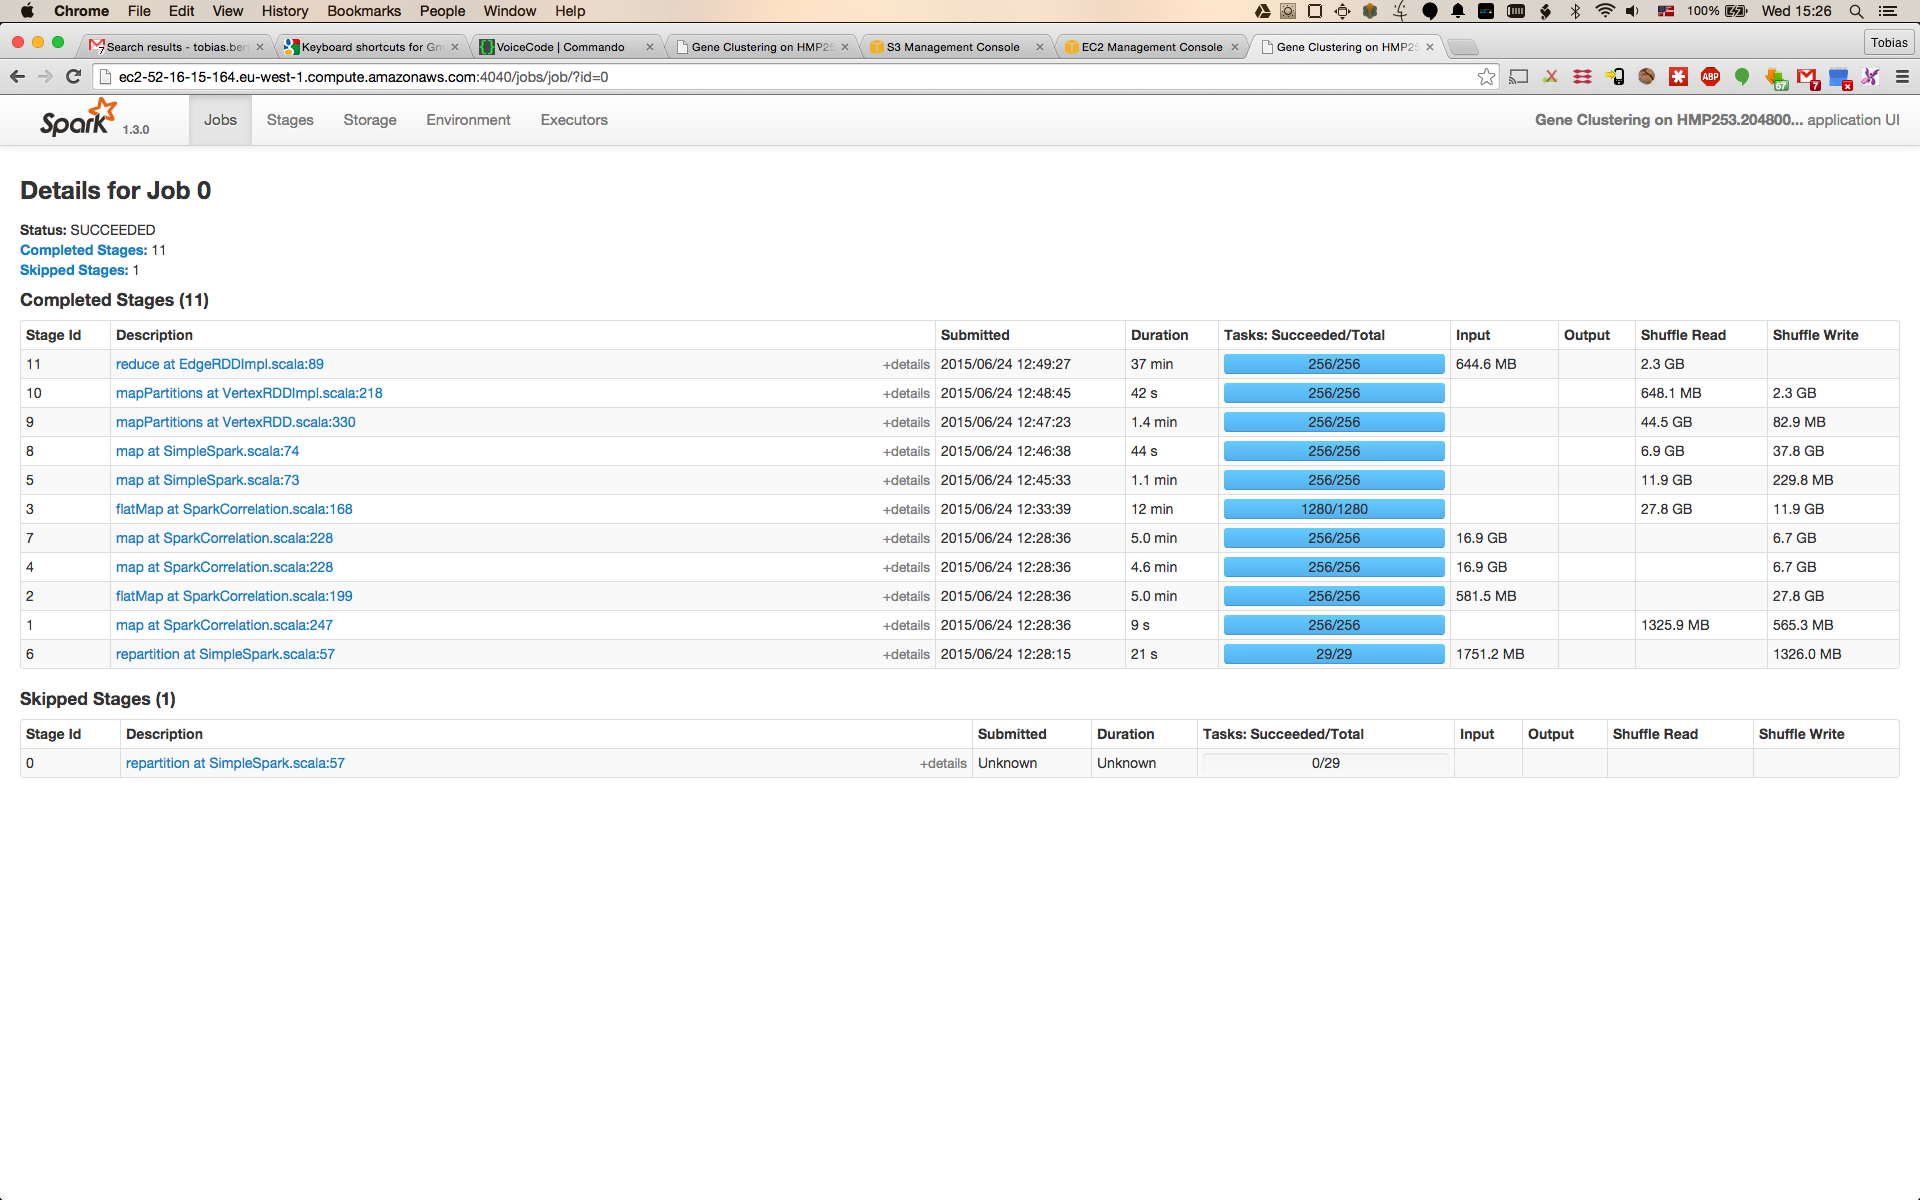 Chrome File Edit View History Bookmarks People Window Help 100% Wed 15:26
Search results - tobias.ber Keyboard shortcuts for Gm VoiceCode | Commando Gene Clustering on HMP25 S3 Management Console EC2 Management Console Gene Clustering on HMP25 Tobias
ec2-52-16-15-164.eu-west-1.compute.amazonaws.com:4040/jobs/job/?id=0
Spark 1.3.0 Jobs Stages Storage Environment Executors Gene Clustering on HMP253.204800... application UI
Details for Job 0
Status: SUCCEEDED
Completed Stages: 11
Skipped Stages: 1
Completed Stages (11)
Stage Id Description Submitted Duration Tasks: Succeeded/Total Input Output Shuffle Read Shuffle Write
11 reduce at EdgeRDDImpl.scala:89 +details 2015/06/24 12:49:27 37 min 256/256 644.6 MB 2.3 GB
10 mapPartitions at VertexRDDImpl.scala:218 +details 2015/06/24 12:48:45 42 s 256/256 648.1 MB 2.3 GB
9 mapPartitions at VertexRDD.scala:330 +details 2015/06/24 12:47:23 1.4 min 256/256 44.5 GB 82.9 MB
8 map at SimpleSpark.scala:74 +details 2015/06/24 12:46:38 44 s 256/256 6.9 GB 37.8 GB
5 map at SimpleSpark.scala:73 +details 2015/06/24 12:45:33 1.1 min 256/256 11.9 GB 229.8 MB
3 flatMap at SparkCorrelation.scala:168 +details 2015/06/24 12:33:39 12 min 1280/1280 27.8 GB 11.9 GB
7 map at SparkCorrelation.scala:228 +details 2015/06/24 12:28:36 5.0 min 256/256 16.9 GB 6.7 GB
4 map at SparkCorrelation.scala:228 +details 2015/06/24 12:28:36 4.6 min 256/256 16.9 GB 6.7 GB
2 flatMap at SparkCorrelation.scala:199 +details 2015/06/24 12:28:36 5.0 min 256/256 581.5 MB 27.8 GB
1 map at SparkCorrelation.scala:247 +details 2015/06/24 12:28:36 9 s 256/256 1325.9 MB 565.3 MB
6 repartition at SimpleSpark.scala:57 +details 2015/06/24 12:28:15 21 s 29/29 1751.2 MB 1326.0 MB
Skipped Stages (1)
Stage Id Description Submitted Duration Tasks: Succeeded/Total Input Output Shuffle Read Shuffle Write
0 repartition at SimpleSpark.scala:57 +details Unknown Unknown 0/29